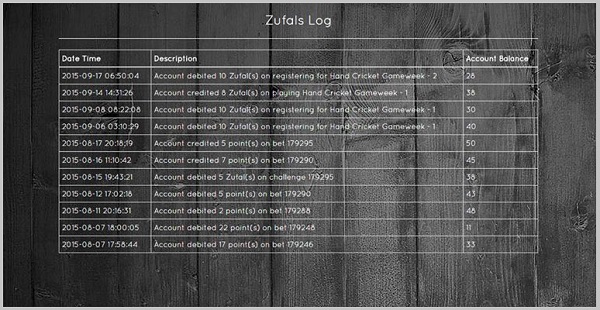 Zufals Log
Date Time Description Account Balance
2015-09-17 06:50:04 Account debited 10 Zufal(s) on registering for Hand Cricket Gameweek - 2 28
2015-09-14 14:31:26 Account credited 8 Zufal(s) on playing Hand Cricket Gameweek - 1 38
2015-09-08 08:22:08 Account debited 10 Zufal(s) on registering for Hand Cricket Gameweek - 1 30
2015-09-06 03:10:29 Account debited 10 Zufal(s) on registering for Hand Cricket Gameweek - 1 40
2015-08-17 20:18:19 Account credited 5 point(s) on bet 179295 50
2015-08-16 11:10:42 Account credited 7 point(s) on bet 179290 45
2015-08-15 19:43:21 Account debited 5 Zufal(s) on challenge 179295 38
2015-08-12 17:02:18 Account debited 5 point(s) on bet 179290 43
2015-08-11 20:16:31 Account debited 2 point(s) on bet 179288 48
2015-08-07 18:00:05 Account debited 22 point(s) on bet 179248 11
2015-08-07 17:58:44 Account debited 17 point(s) on bet 179246 33